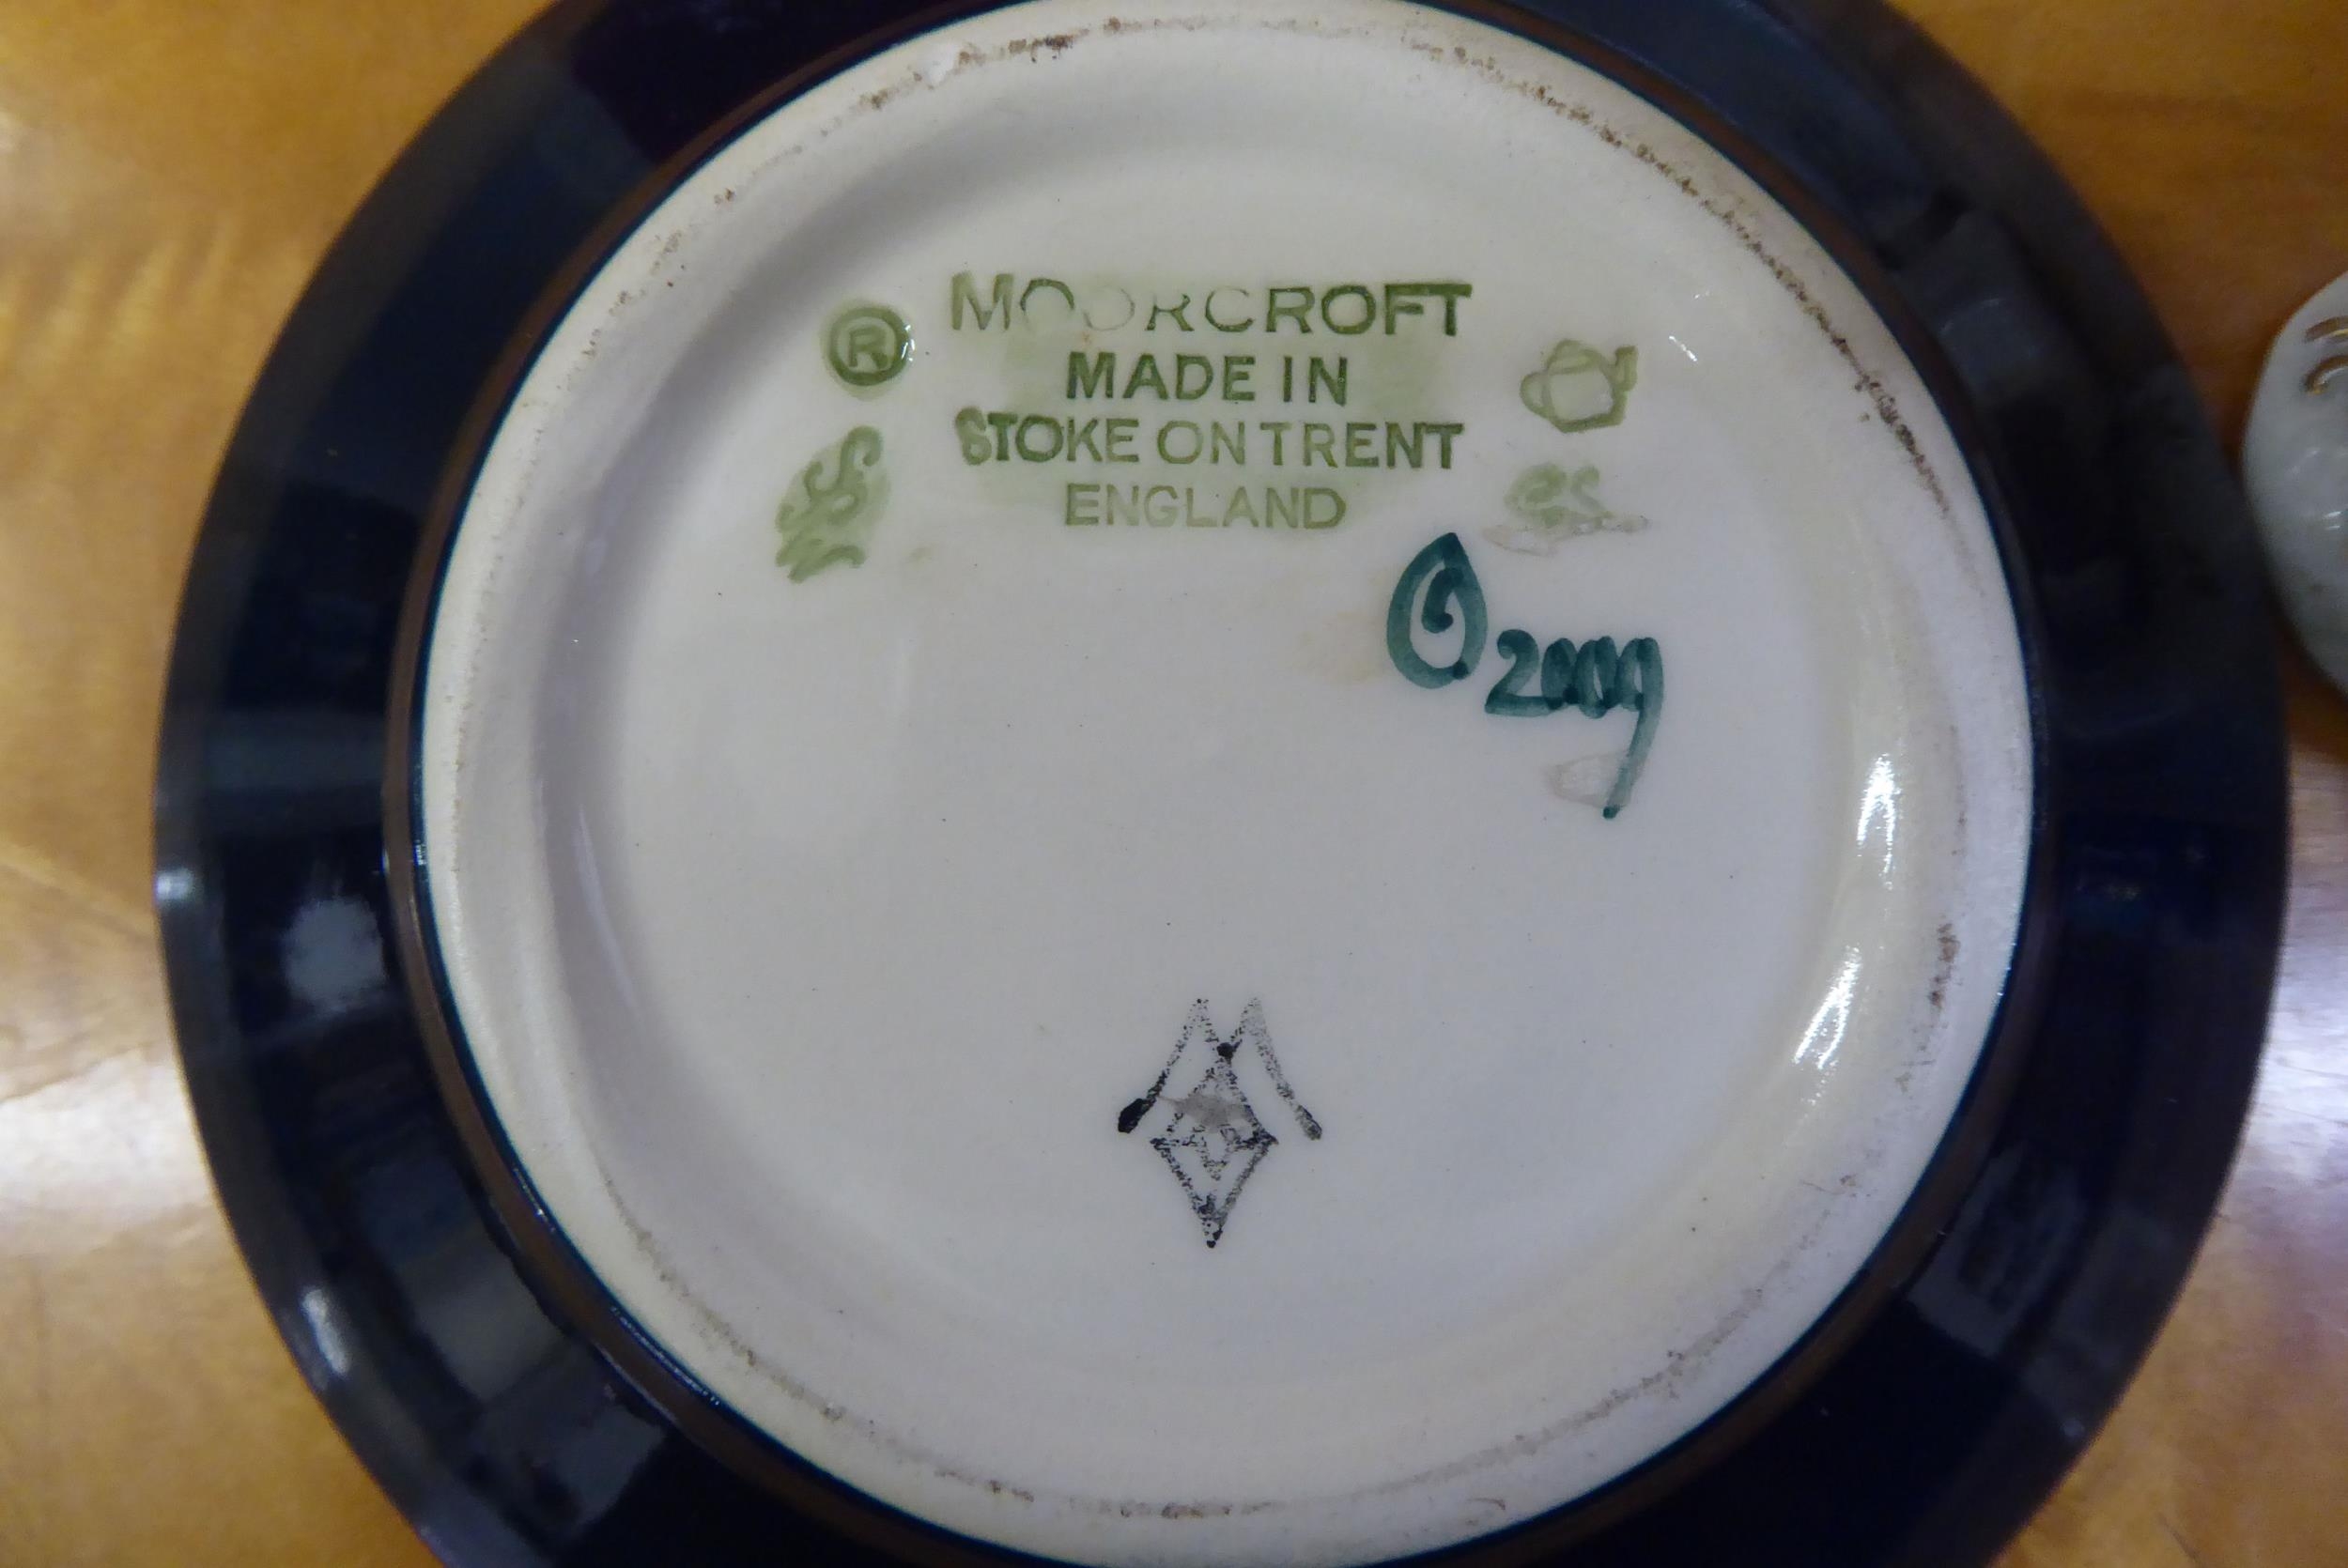 ®
MOORCROFT
MADE IN
STOKE ON TRENT
ENGLAND
2009